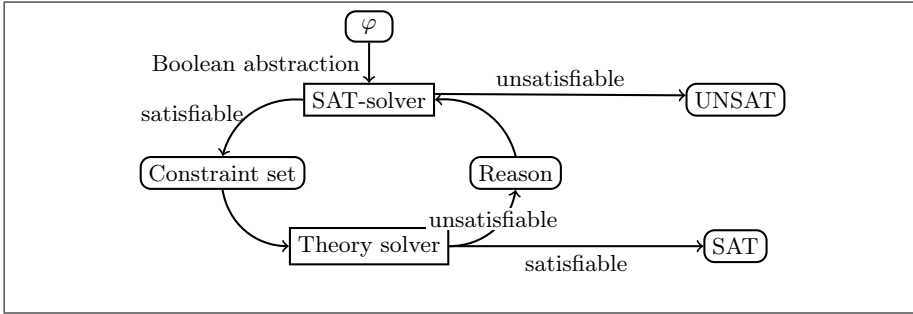 φ
Boolean abstraction
unsatisfiable
SAT-solver
UNSAT
satisfiable
Constraint set
Reason
unsatisfiable
Theory solver
SAT
satisfiable